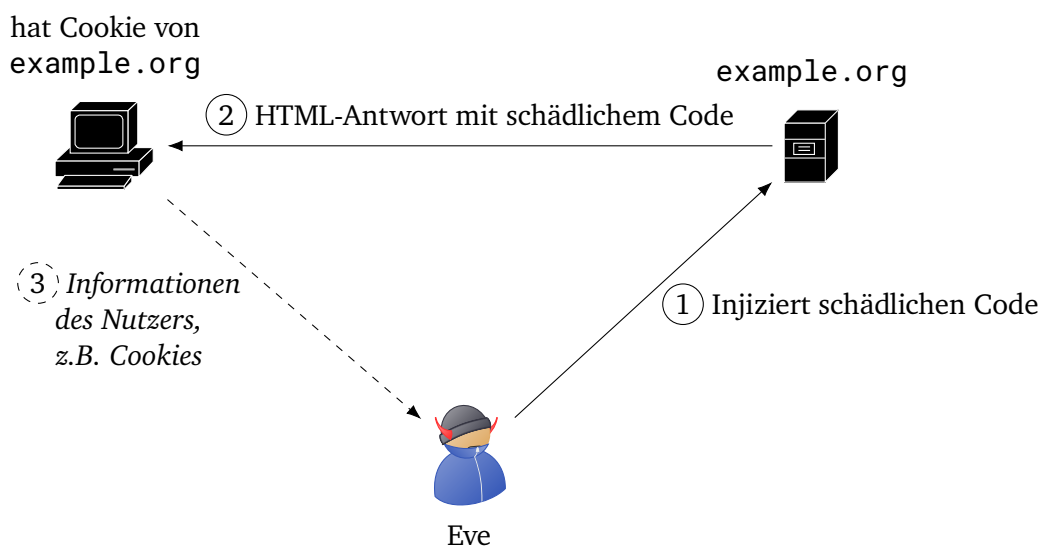 hat Cookie von
example.org
example.org
2 HTML-Antwort mit schädlichem Code
3 Informationen
des Nutzers,
z.B. Cookies
1 Injiziert schädlichen Code
Eve